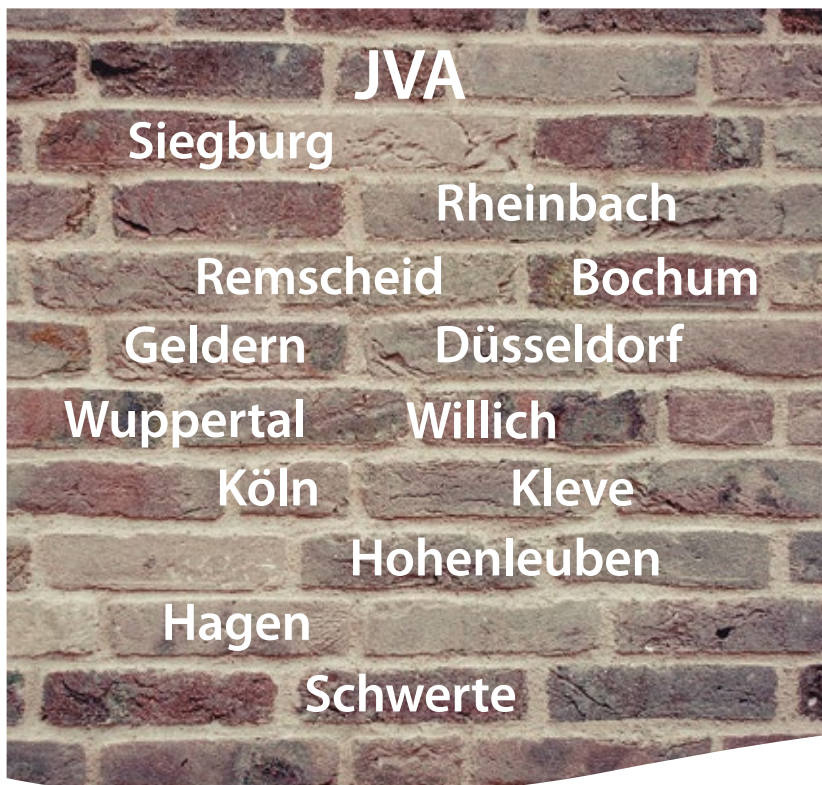 JVA
Siegburg
Rheinbach
Remscheid Bochum
Geldern Düsseldorf
Wuppertal Willich
Köln Kleve
Hohenleuben
Hagen
Schwerte